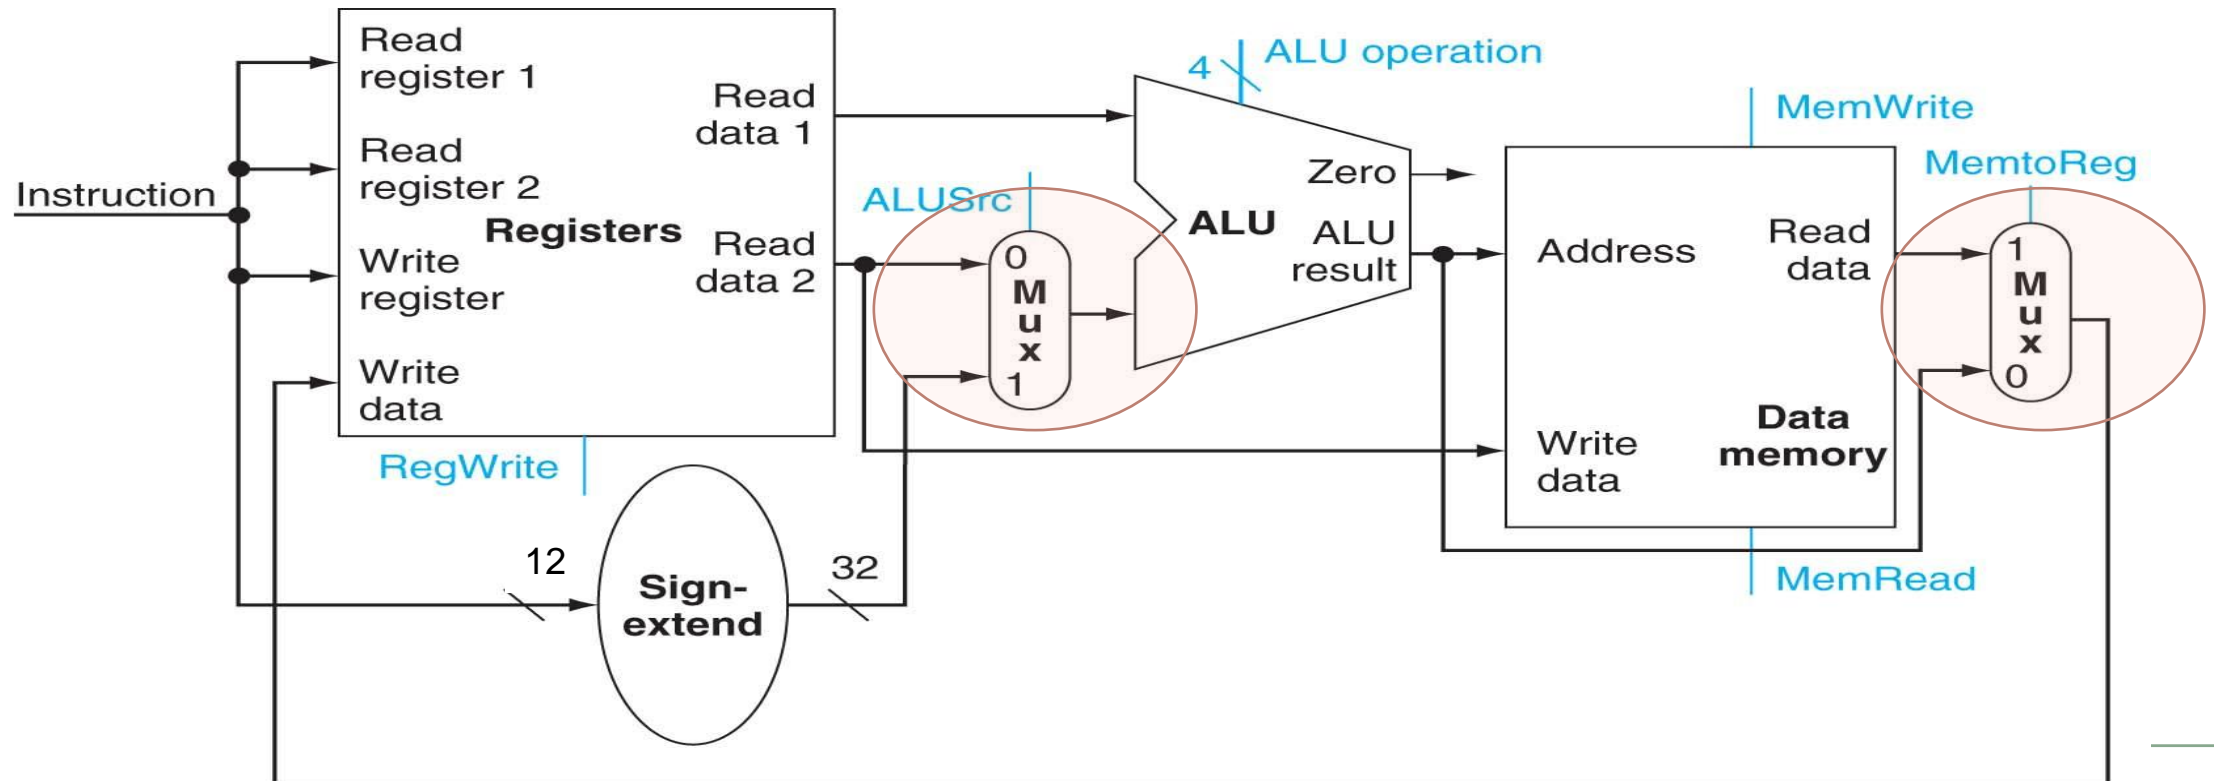 Instruction
Read
register 1
Read
register 2
Registers
Write
register
Write
data
Read
data 1
Read
data 2
RegWrite
12
Sign-
extend
32
ALUSrc
0
M
u
x
1
4
ALU operation
Zero
ALU
ALU
result
MemWrite
Address
Read
data
Write
data
Data
memory
MemRead
MemtoReg
1
M
u
x
0